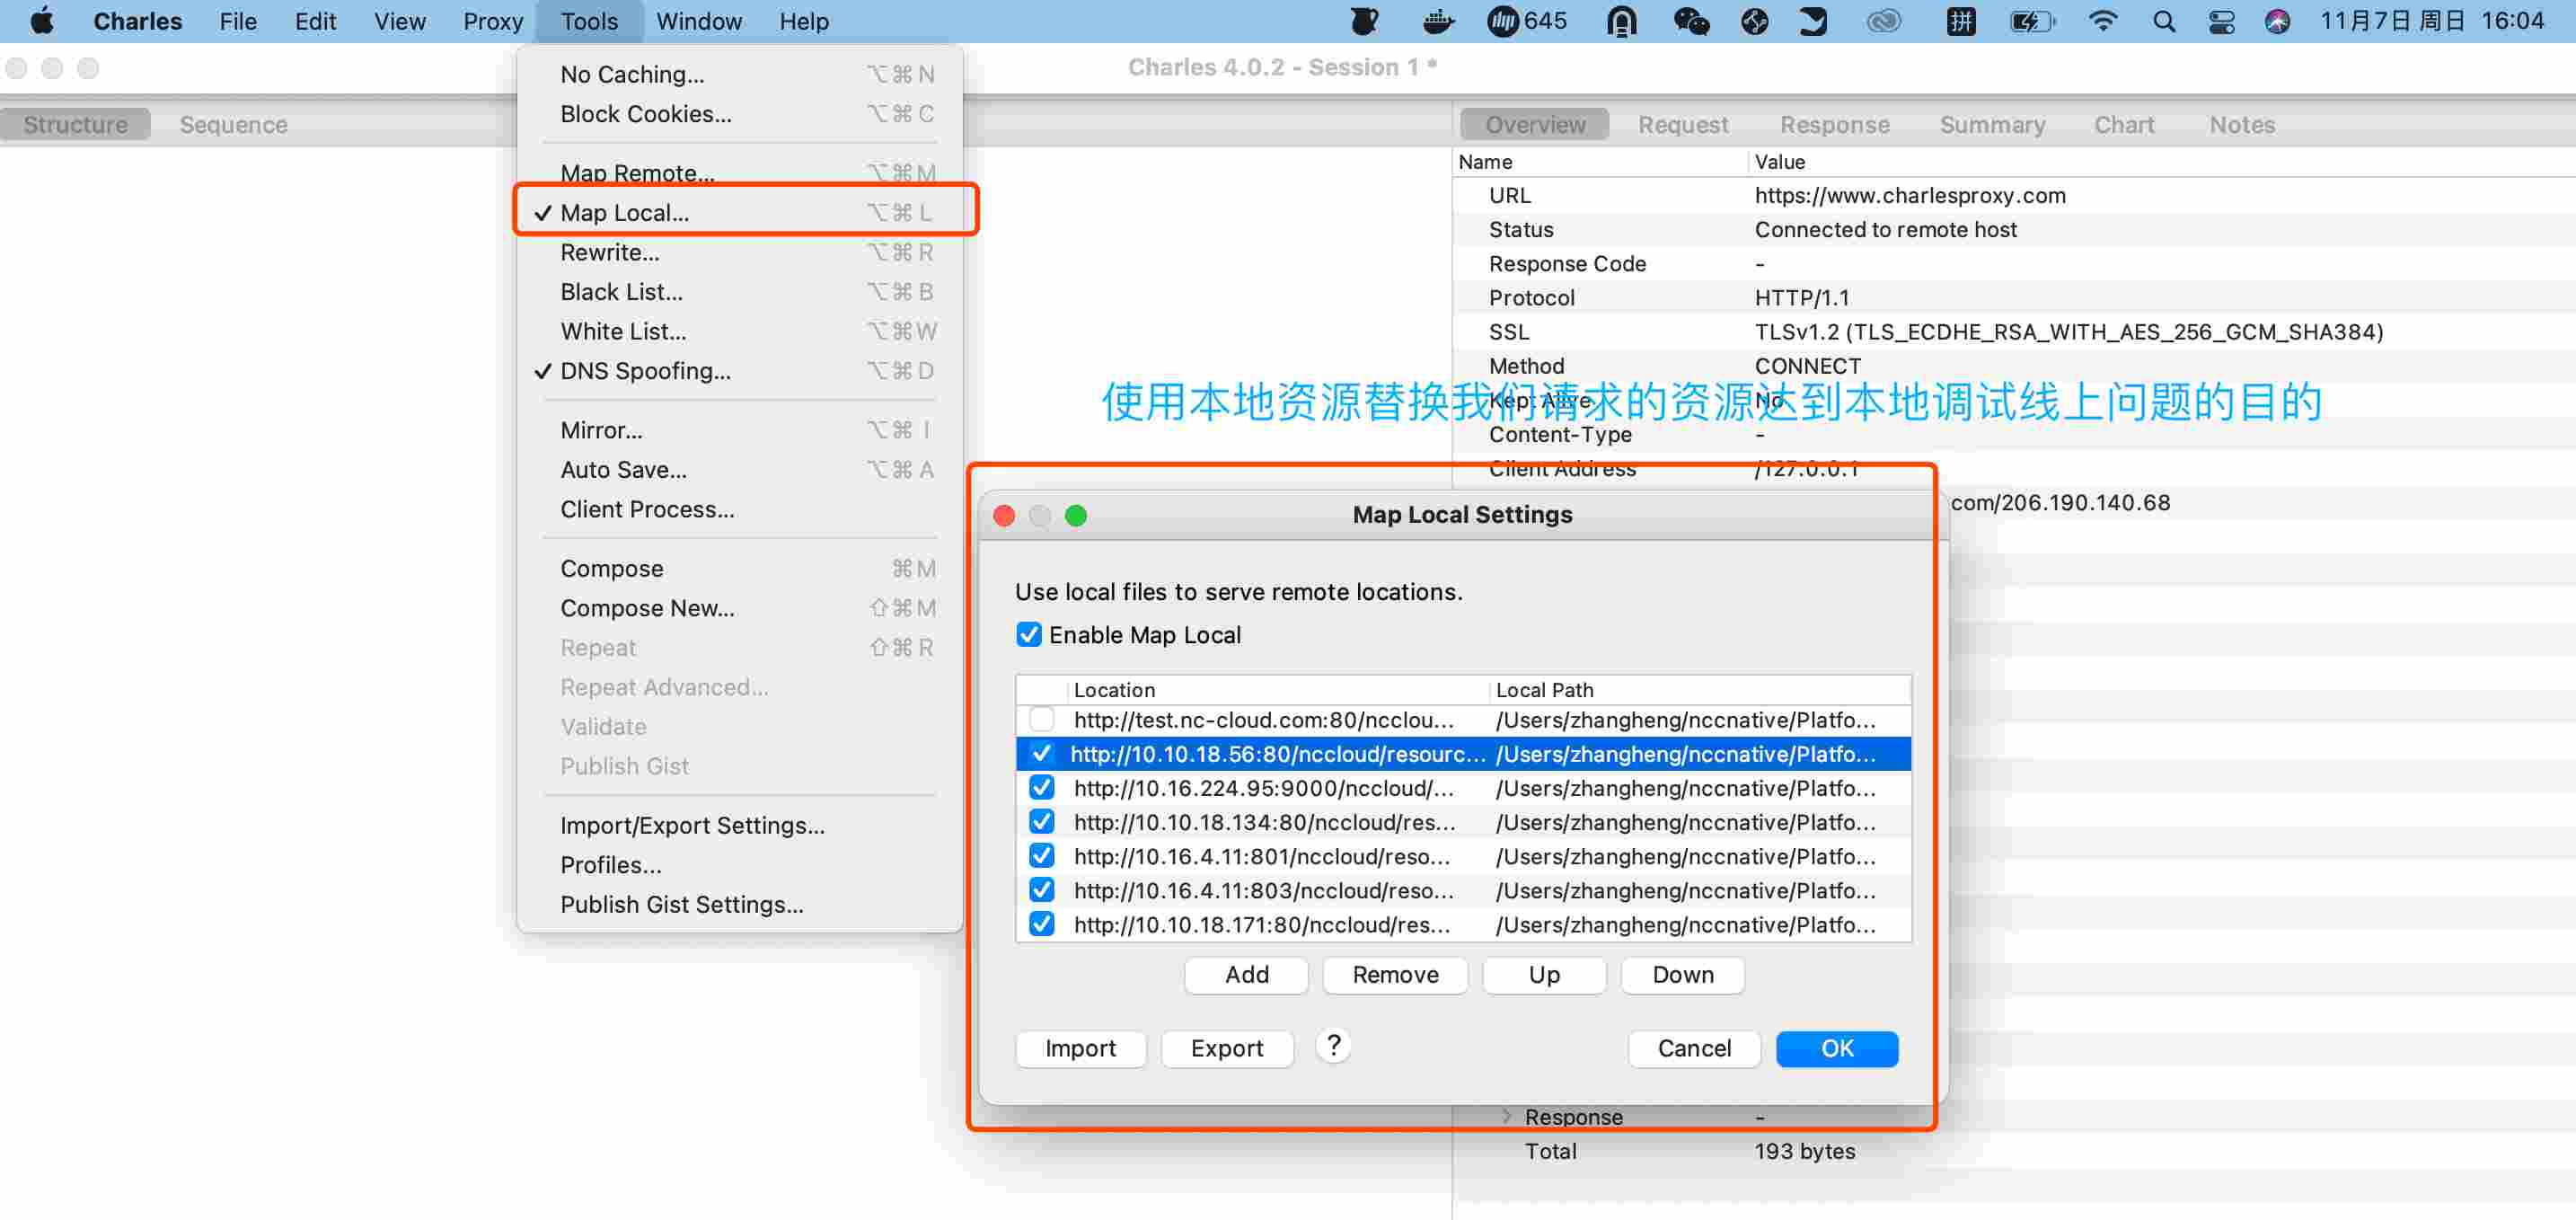 Charles File Edit View Proxy Tools Window Help 645 拼 11月7日 周日 16:04
Charles 4.0.2 - Session 1 *
Structure Sequence
Overview Request Response Summary Chart Notes
No Caching... ⌥⌘N
Block Cookies... ⌥⌘C
Map Remote... ⌥⌘M
✓ Map Local... ⌥⌘L
Rewrite... ⌥⌘R
Black List... ⌥⌘B
White List... ⌥⌘W
✓ DNS Spoofing... ⌥⌘D
Mirror... ⌥⌘I
Auto Save... ⌥⌘A
Client Process...
Compose ⌘M
Compose New... ⇧⌘M
Repeat ⇧⌘R
Repeat Advanced...
Validate
Publish Gist
Import/Export Settings...
Profiles...
Publish Gist Settings...
Name Value
URL https://www.charlesproxy.com
Status Connected to remote host
Response Code -
Protocol HTTP/1.1
SSL TLSv1.2 (TLS_ECDHE_RSA_WITH_AES_256_GCM_SHA384)
Method CONNECT
Kept Alive No
使用本地资源替换我们请求的资源达到本地调试线上问题的目的
Content-Type -
Client Address /127.0.0.1
com/206.190.140.68
Map Local Settings
Use local files to serve remote locations.
Enable Map Local
Location Local Path
http://test.nc-cloud.com:80/ncclou... /Users/zhangheng/nccnative/Platfo...
http://10.10.18.56:80/nccloud/resourc... /Users/zhangheng/nccnative/Platfo...
http://10.16.224.95:9000/nccloud/... /Users/zhangheng/nccnative/Platfo...
http://10.10.18.134:80/nccloud/res... /Users/zhangheng/nccnative/Platfo...
http://10.16.4.11:801/nccloud/reso... /Users/zhangheng/nccnative/Platfo...
http://10.16.4.11:803/nccloud/reso... /Users/zhangheng/nccnative/Platfo...
http://10.10.18.171:80/nccloud/res... /Users/zhangheng/nccnative/Platfo...
Add Remove Up Down
Import Export ? Cancel OK
Response -
Total 193 bytes